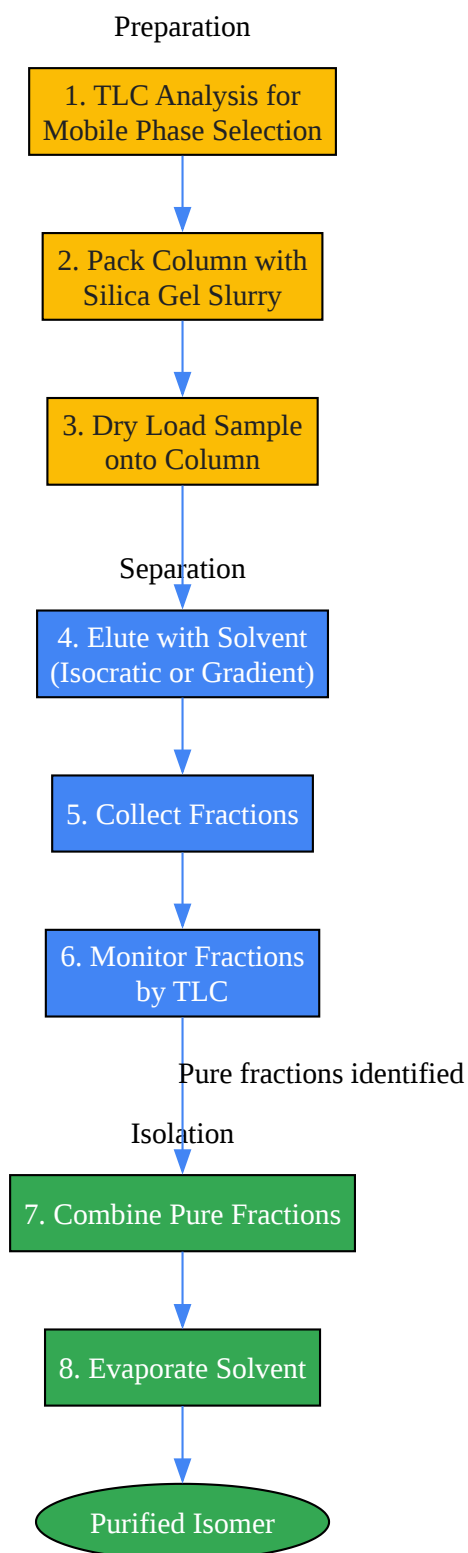 Preparation
1. TLC Analysis for
Mobile Phase Selection
2. Pack Column with
Silica Gel Slurry
3. Dry Load Sample
onto Column
Separation
4. Elute with Solvent
(Isocratic or Gradient)
5. Collect Fractions
6. Monitor Fractions
by TLC
Pure fractions identified
Isolation
7. Combine Pure Fractions
8. Evaporate Solvent
Purified Isomer